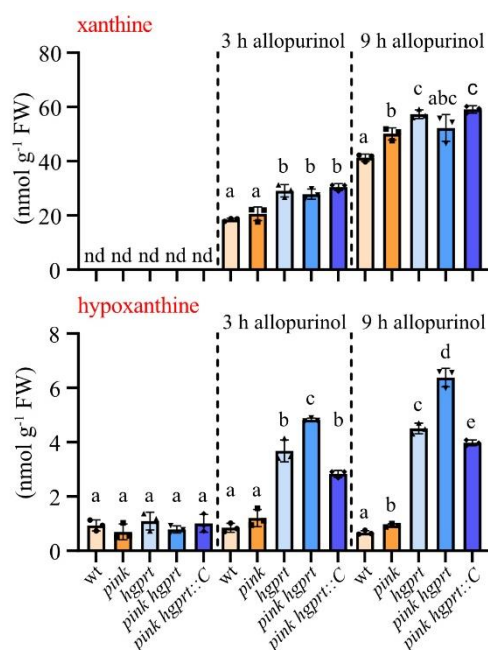 xanthine
3 h allopurinol 9 h allopurinol
80
60
40
20
0
(nmol g⁻¹ FW)
nd nd nd nd nd
a a b b b
a b c abc c
hypoxanthine
3 h allopurinol 9 h allopurinol
8
6
4
2
0
(nmol g⁻¹ FW)
a a a a a
a a b c b
a b c d e
wt pink hgprt pink hgprt pink hgprt::C wt pink hgprt pink hgprt pink hgprt::C wt pink hgprt pink hgprt pink hgprt::C